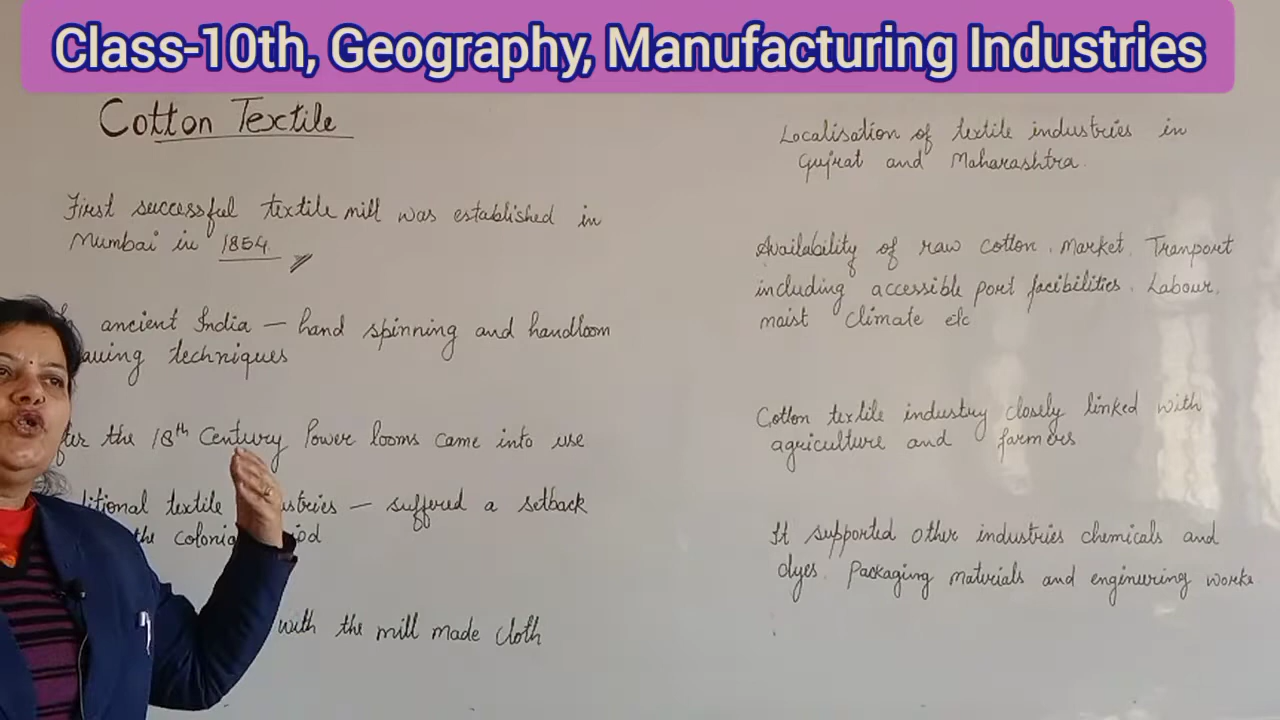 Class-10th, Geography, Manufacturing Industries
Cotton Textile
First successful textile mill was established in
Mumbai in 1854
ancient India — hand spinning and handloom
techniques
the 18th Century Power looms came into use
textile — suffered a setback
the
with the mill made cloth
Localisation of textile industries in
Gujrat and Maharashtra.
Availability of raw cotton, Market, Tranport
including accessible port facibilities, Labour,
moist climate etc
Cotton textile industry closely linked with
agriculture and farmers
It supported other industries chemicals and
dyes, Packaging materials and engineering works